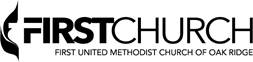 FIRSTCHURCH
FIRST UNITED METHODIST CHURCH OF OAK RIDGE